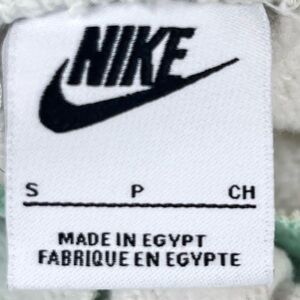 NIKE
S P CH
MADE IN EGYPT
FABRIQUE EN EGYPTE